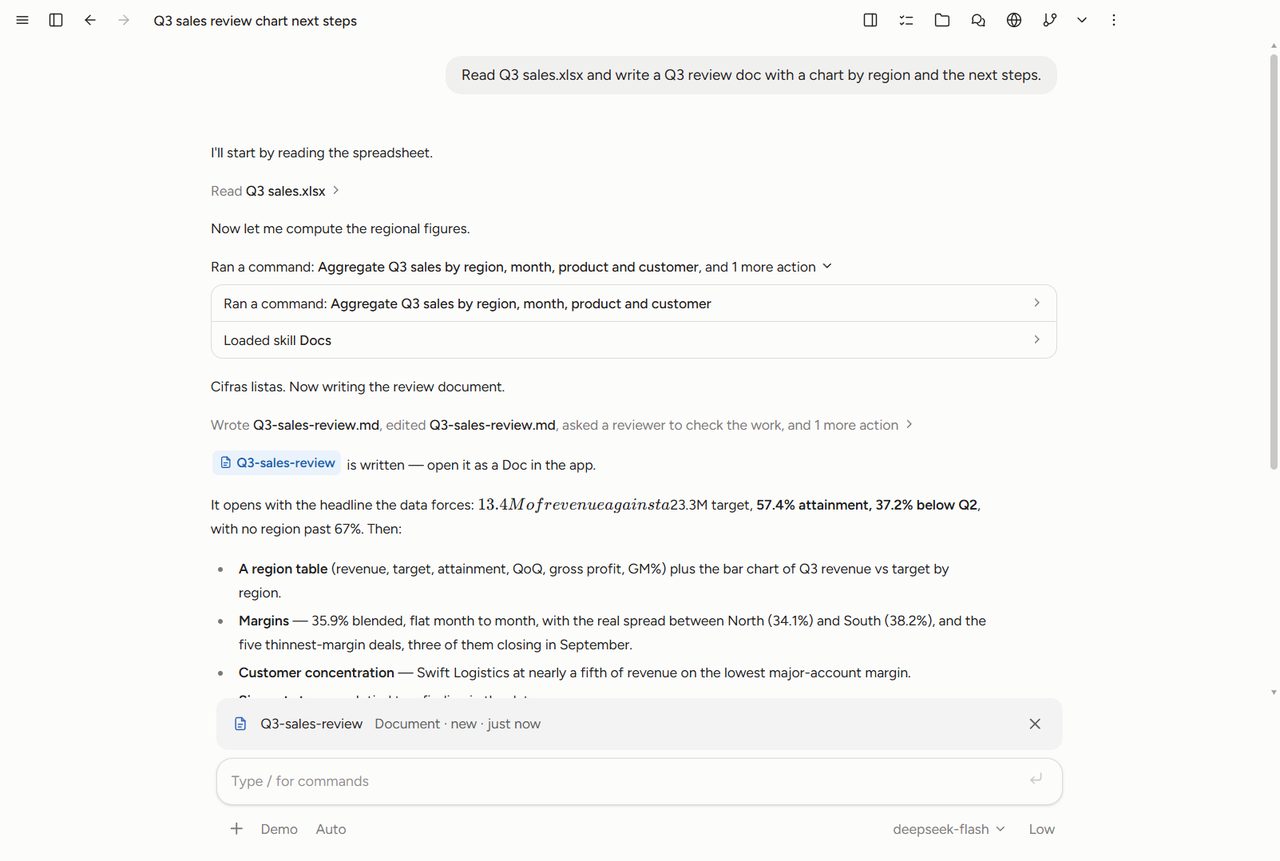 Q3 sales review chart next steps
Read Q3 sales.xlsx and write a Q3 review doc with a chart by region and the next steps.
I'll start by reading the spreadsheet.
Read Q3 sales.xlsx
Now let me compute the regional figures.
Ran a command: Aggregate Q3 sales by region, month, product and customer, and 1 more action
Ran a command: Aggregate Q3 sales by region, month, product and customer
Loaded skill Docs
Cifras listas. Now writing the review document.
Wrote Q3-sales-review.md, edited Q3-sales-review.md, asked a reviewer to check the work, and 1 more action
Q3-sales-review is written — open it as a Doc in the app.
It opens with the headline the data forces: 13.4Mofrevenueagainsta23.3M target, 57.4% attainment, 37.2% below Q2,
with no region past 67%. Then:
• A region table (revenue, target, attainment, QoQ, gross profit, GM%) plus the bar chart of Q3 revenue vs target by
region.
• Margins — 35.9% blended, flat month to month, with the real spread between North (34.1%) and South (38.2%), and the
five thinnest-margin deals, three of them closing in September.
• Customer concentration — Swift Logistics at nearly a fifth of revenue on the lowest major-account margin.
Q3-sales-review Document · new · just now
Type / for commands
Demo Auto
deepseek-flash Low